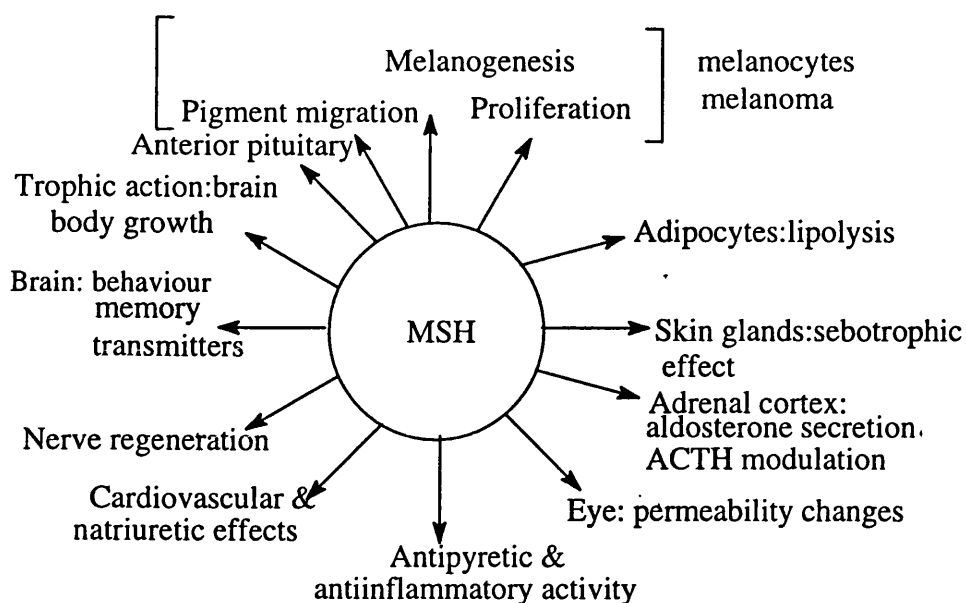 Melanogenesis
melanocytes
melanoma
Pigment migration
Proliferation
Anterior pituitary
Trophic action:brain
body growth
Adipocytes:lipolysis
Brain: behaviour
memory
transmitters
MSH
Skin glands:sebotrophic
effect
Adrenal cortex:
aldosterone secretion
ACTH modulation
Nerve regeneration
Cardiovascular &
natriuretic effects
Eye: permeability changes
Antipyretic &
antiinflammatory activity